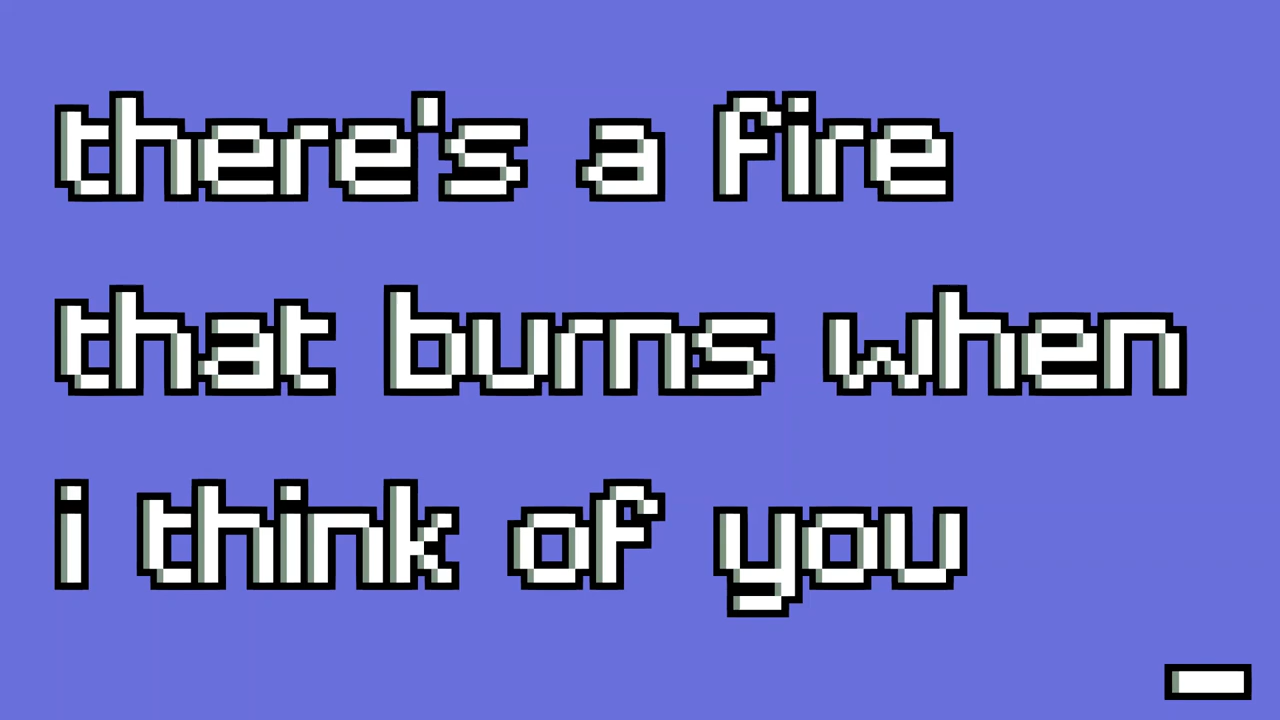 there's a fire
that burns when
i think of you